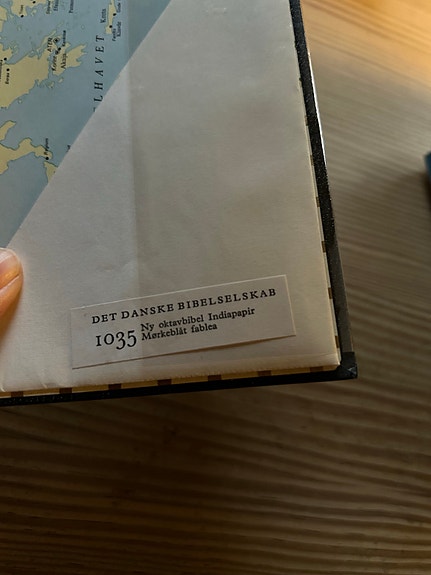 LHAVET
DET DANSKE BIBELSELSKAB
1035 Ny oktavbibel Indiapapir
Mørkeblåt fablea